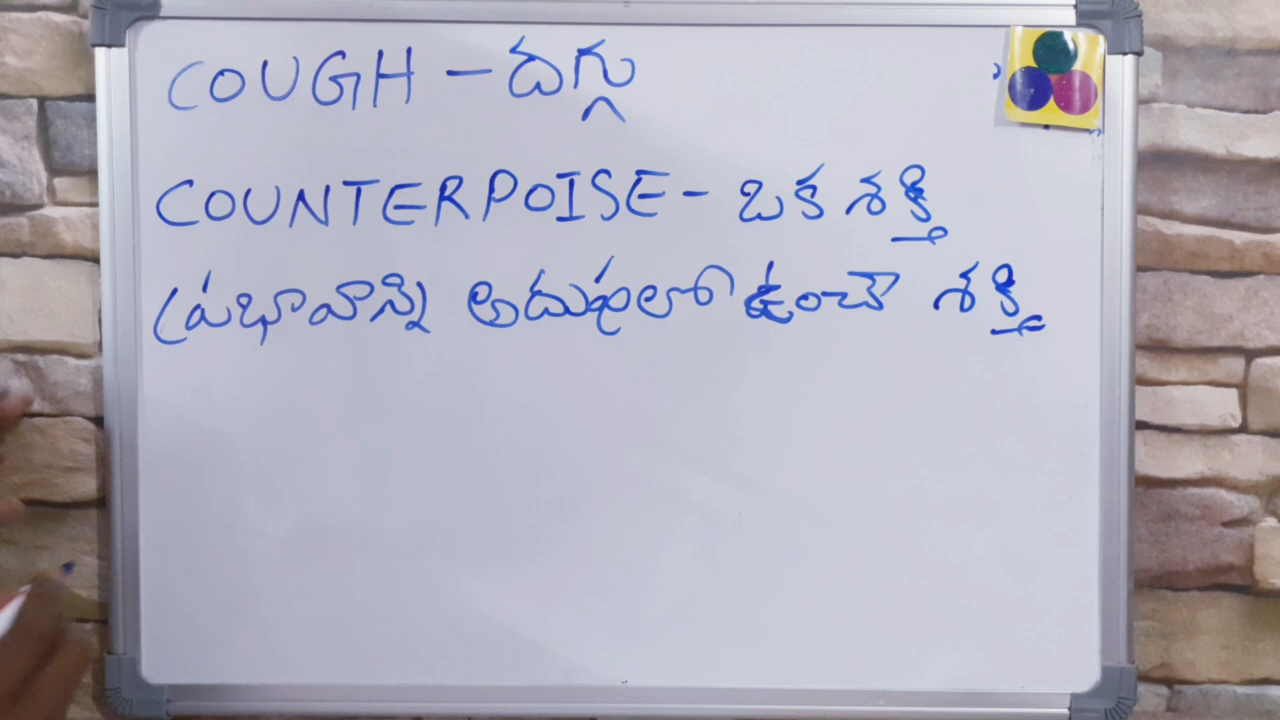 COUGH - దగ్గు
COUNTERPOISE - ఒక శక్తి
ప్రభావాన్ని అదుపులో ఉంచే శక్తి